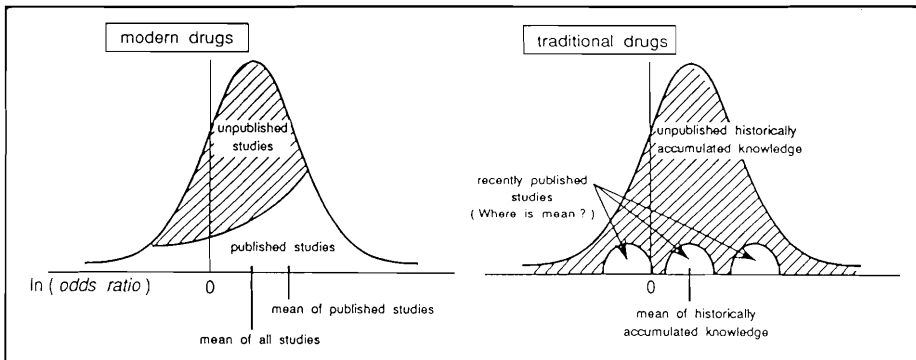 modern drugs
unpublished
studies
published studies
ln ( odds ratio )
0
mean of published studies
mean of all studies
traditional drugs
unpublished historically
accumulated knowledge
recently published
studies
( Where is mean ? )
0
mean of historically
accumulated knowledge